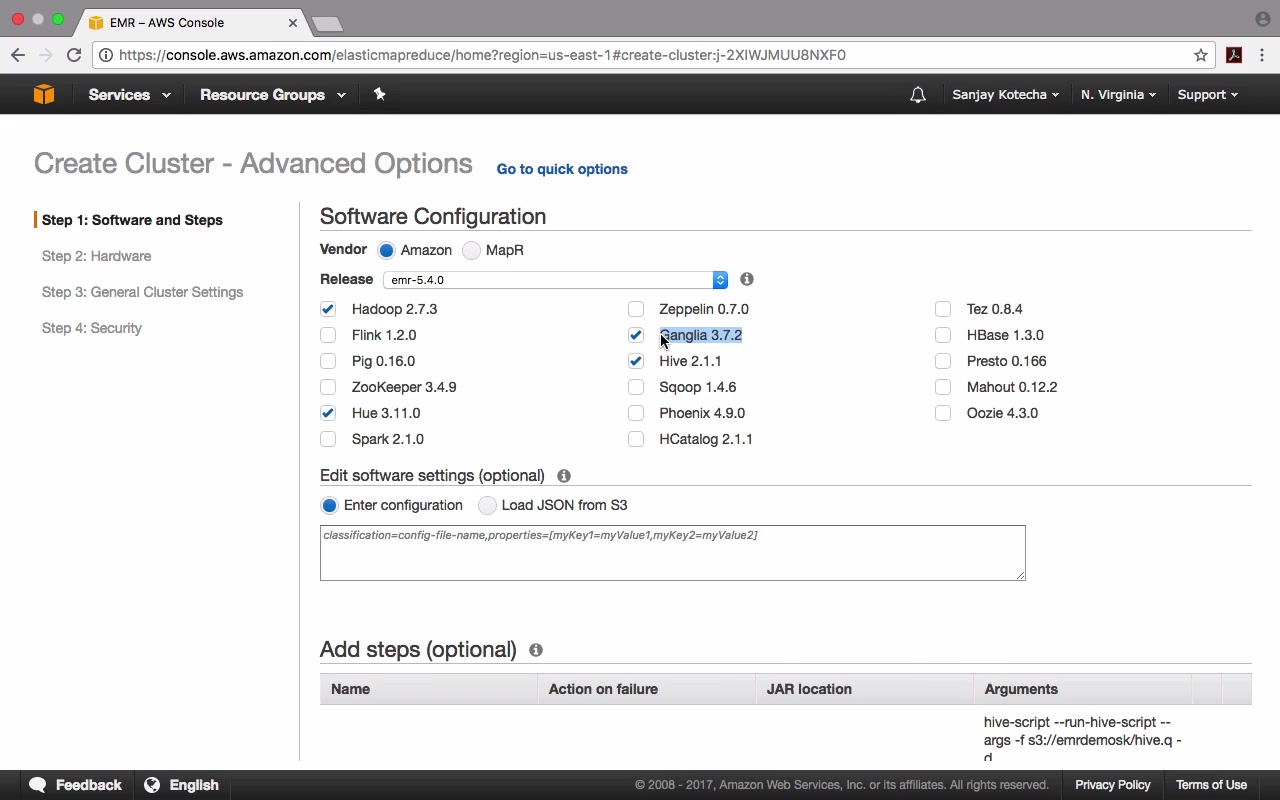 EMR – AWS Console
https://console.aws.amazon.com/elasticmapreduce/home?region=us-east-1#create-cluster:j-2XIWJMUU8NXF0
Services Resource Groups Sanjay Kotecha N. Virginia Support
Create Cluster - Advanced Options Go to quick options
Step 1: Software and Steps
Step 2: Hardware
Step 3: General Cluster Settings
Step 4: Security
Software Configuration
Vendor Amazon MapR
Release emr-5.4.0
Hadoop 2.7.3 Zeppelin 0.7.0 Tez 0.8.4
Flink 1.2.0 Ganglia 3.7.2 HBase 1.3.0
Pig 0.16.0 Hive 2.1.1 Presto 0.166
ZooKeeper 3.4.9 Sqoop 1.4.6 Mahout 0.12.2
Hue 3.11.0 Phoenix 4.9.0 Oozie 4.3.0
Spark 2.1.0 HCatalog 2.1.1
Edit software settings (optional)
Enter configuration Load JSON from S3
classification=config-file-name,properties=[myKey1=myValue1,myKey2=myValue2]
Add steps (optional)
Name Action on failure JAR location Arguments
hive-script --run-hive-script --
args -f s3://emrdemosk/hive.q -
d
Feedback English © 2008 - 2017, Amazon Web Services, Inc. or its affiliates. All rights reserved. Privacy Policy Terms of Use